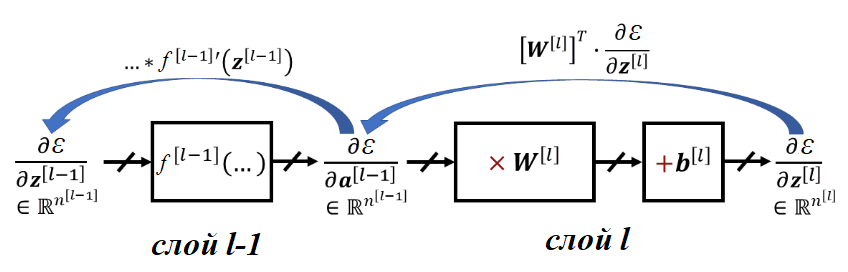 … ∗ f^{[l−1]′}(z^{[l−1]})
[W^{[l]}]^T · ∂ℰ/∂z^{[l]}
∂ℰ/∂z^{[l−1]} ∈ ℝ^{n^{[l−1]}}
f^{[l−1]}(…)
∂ℰ/∂a^{[l−1]} ∈ ℝ^{n^{[l−1]}}
× W^{[l]}
+b^{[l]}
∂ℰ/∂z^{[l]} ∈ ℝ^{n^{[l]}}
слой l-1
слой l